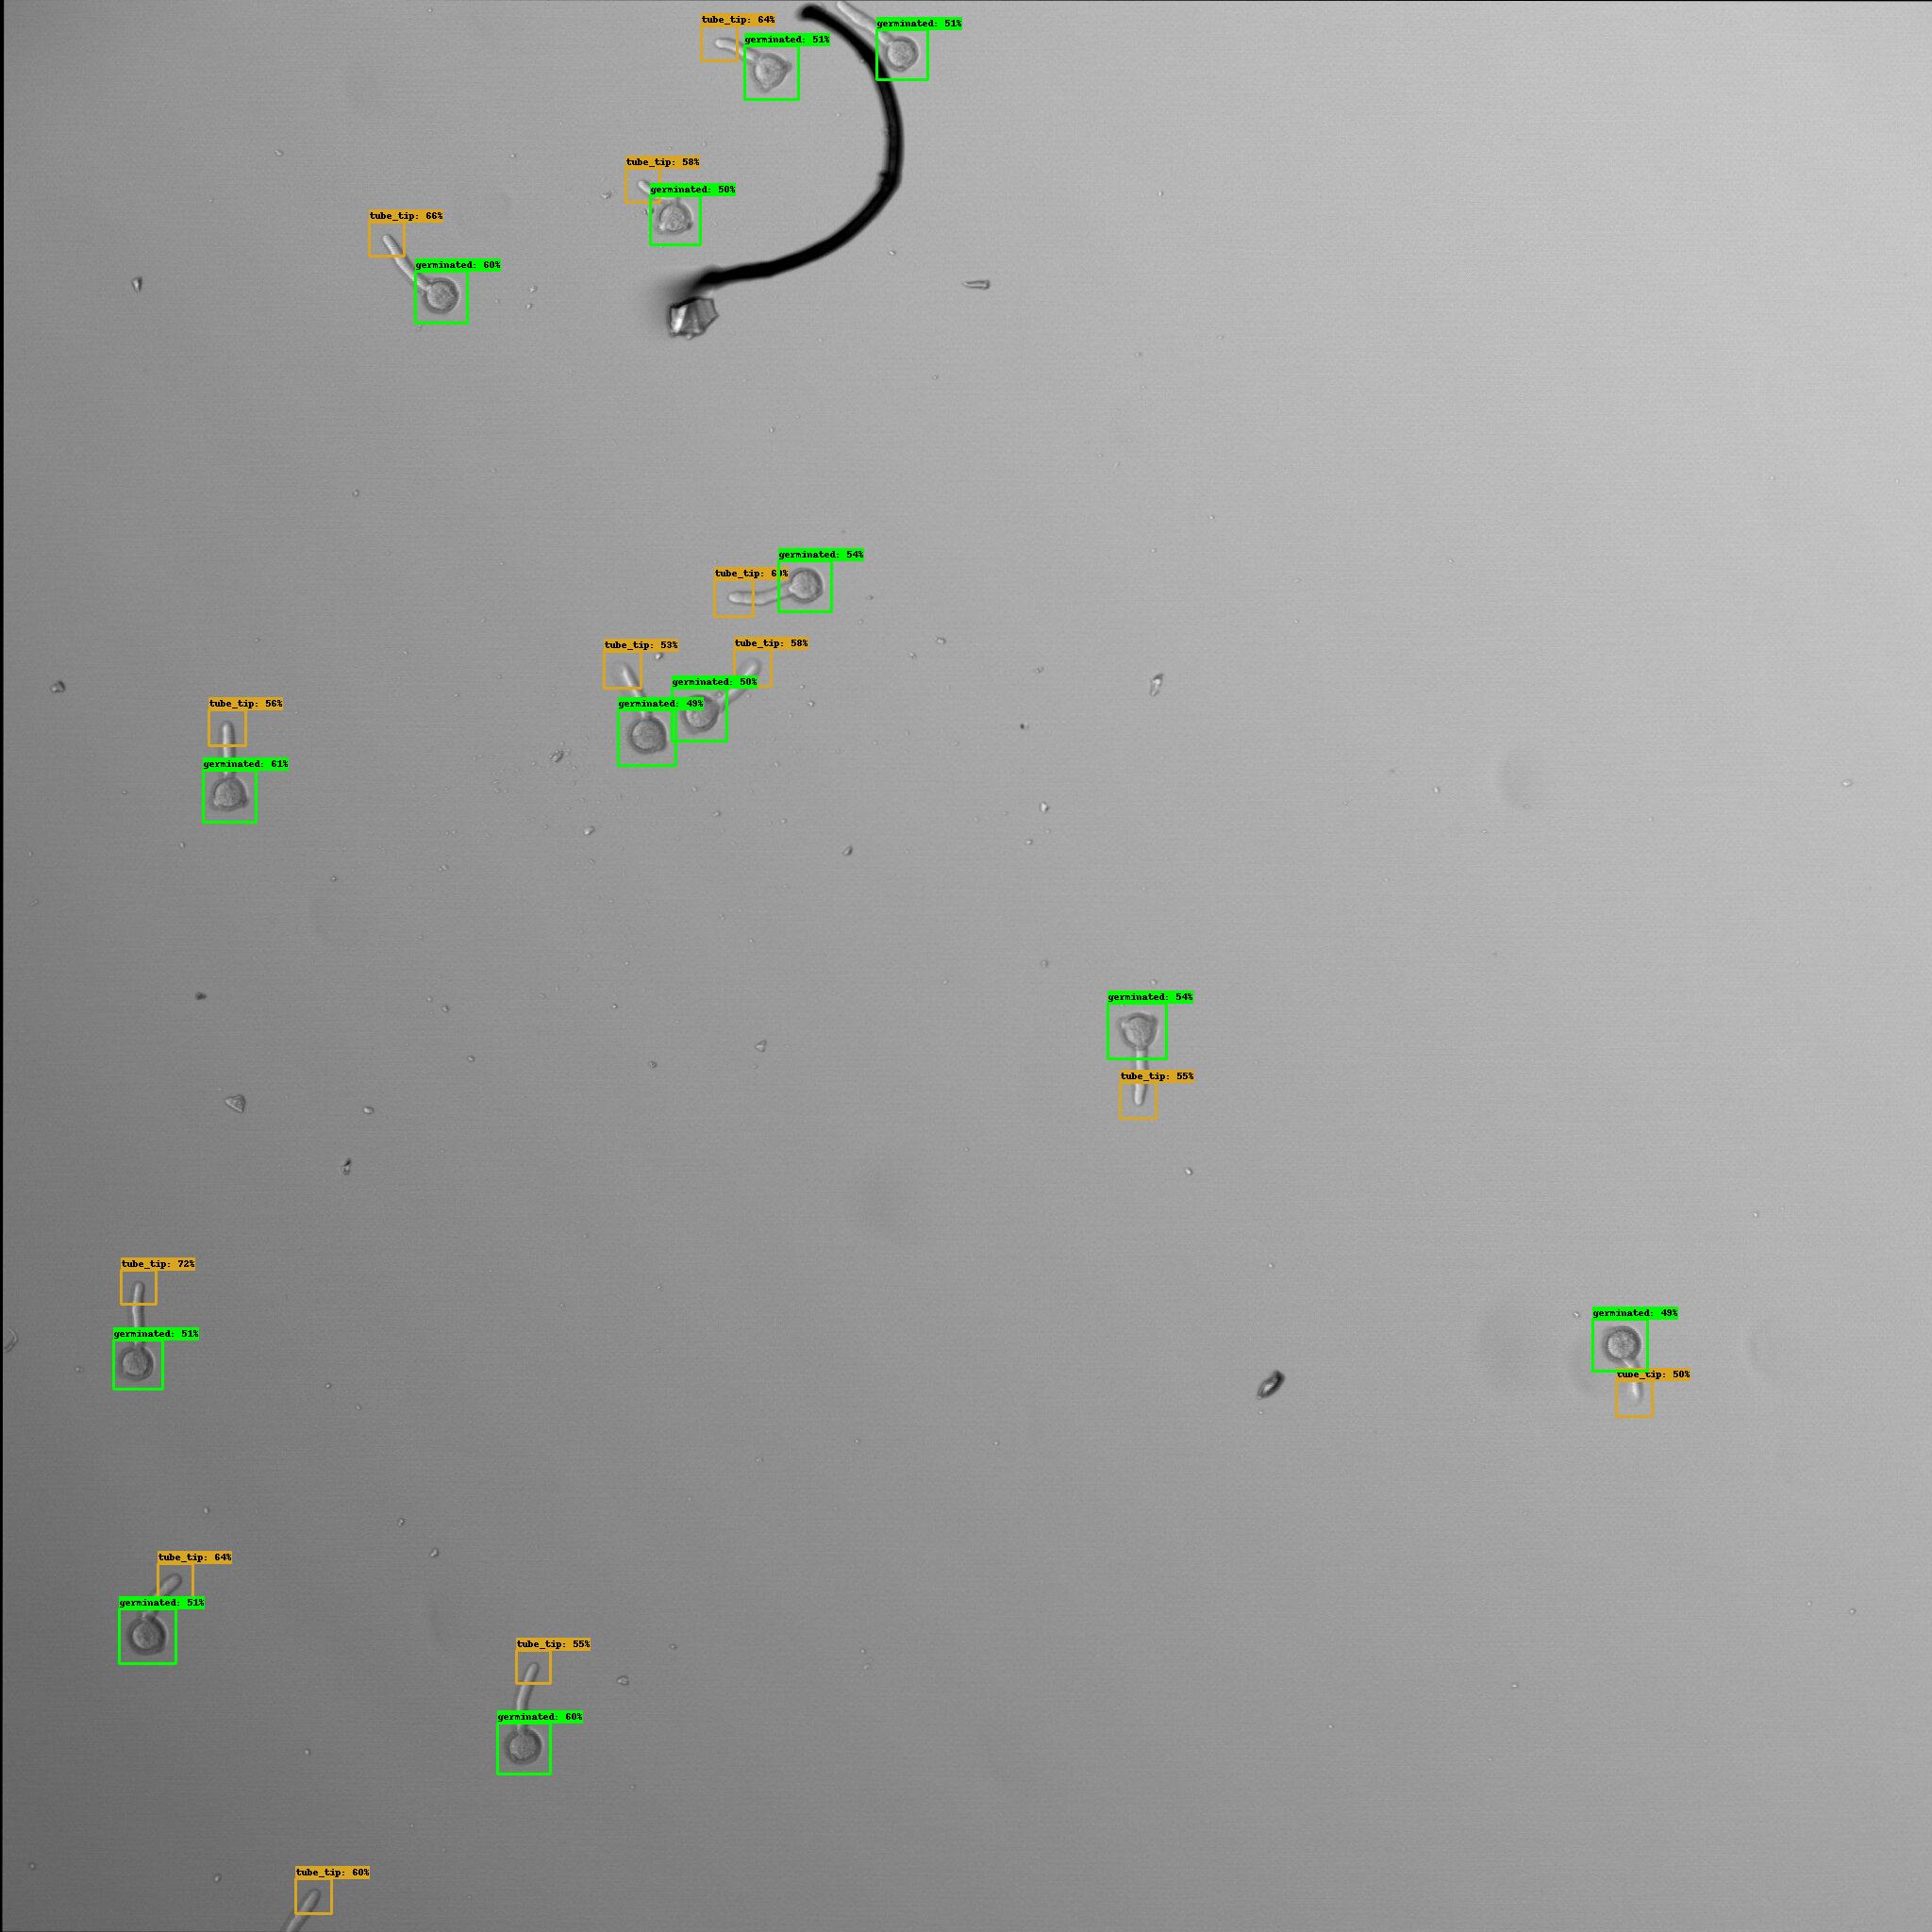 tube_tip: 64%
germinated: 51%
germinated: 51%
tube_tip: 58%
germinated: 50%
tube_tip: 66%
germinated: 60%
germinated: 54%
tube_tip:
tube_tip: 53%
tube_tip: 58%
germinated: 50%
germinated: 49%
tube_tip: 56%
germinated: 61%
germinated: 54%
tube_tip: 55%
tube_tip: 72%
germinated: 51%
germinated: 49%
tube_tip: 50%
tube_tip: 64%
germinated: 51%
tube_tip: 55%
germinated: 60%
tube_tip: 60%